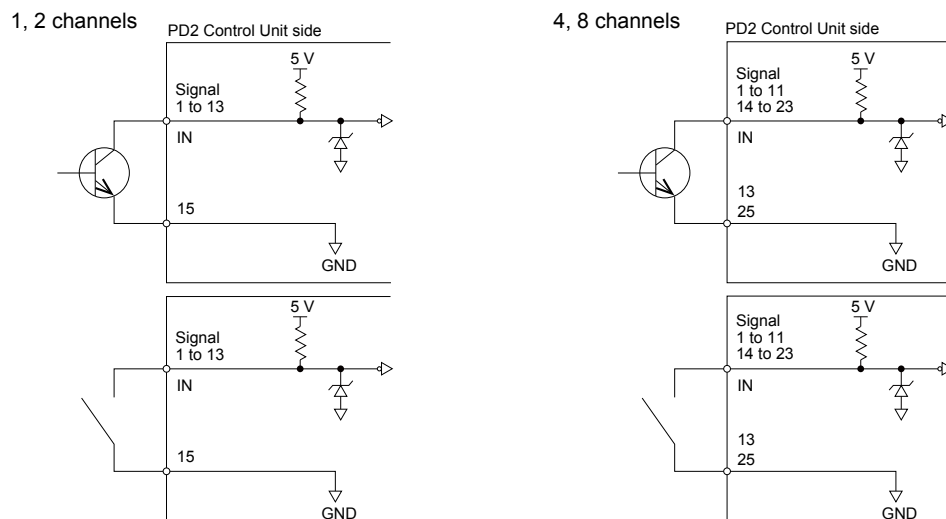 1, 2 channels
PD2 Control Unit side
5 V
Signal
1 to 13
IN
15
GND
5 V
Signal
1 to 13
IN
15
GND
4, 8 channels
PD2 Control Unit side
5 V
Signal
1 to 11
14 to 23
IN
13
25
GND
5 V
Signal
1 to 11
14 to 23
IN
13
25
GND